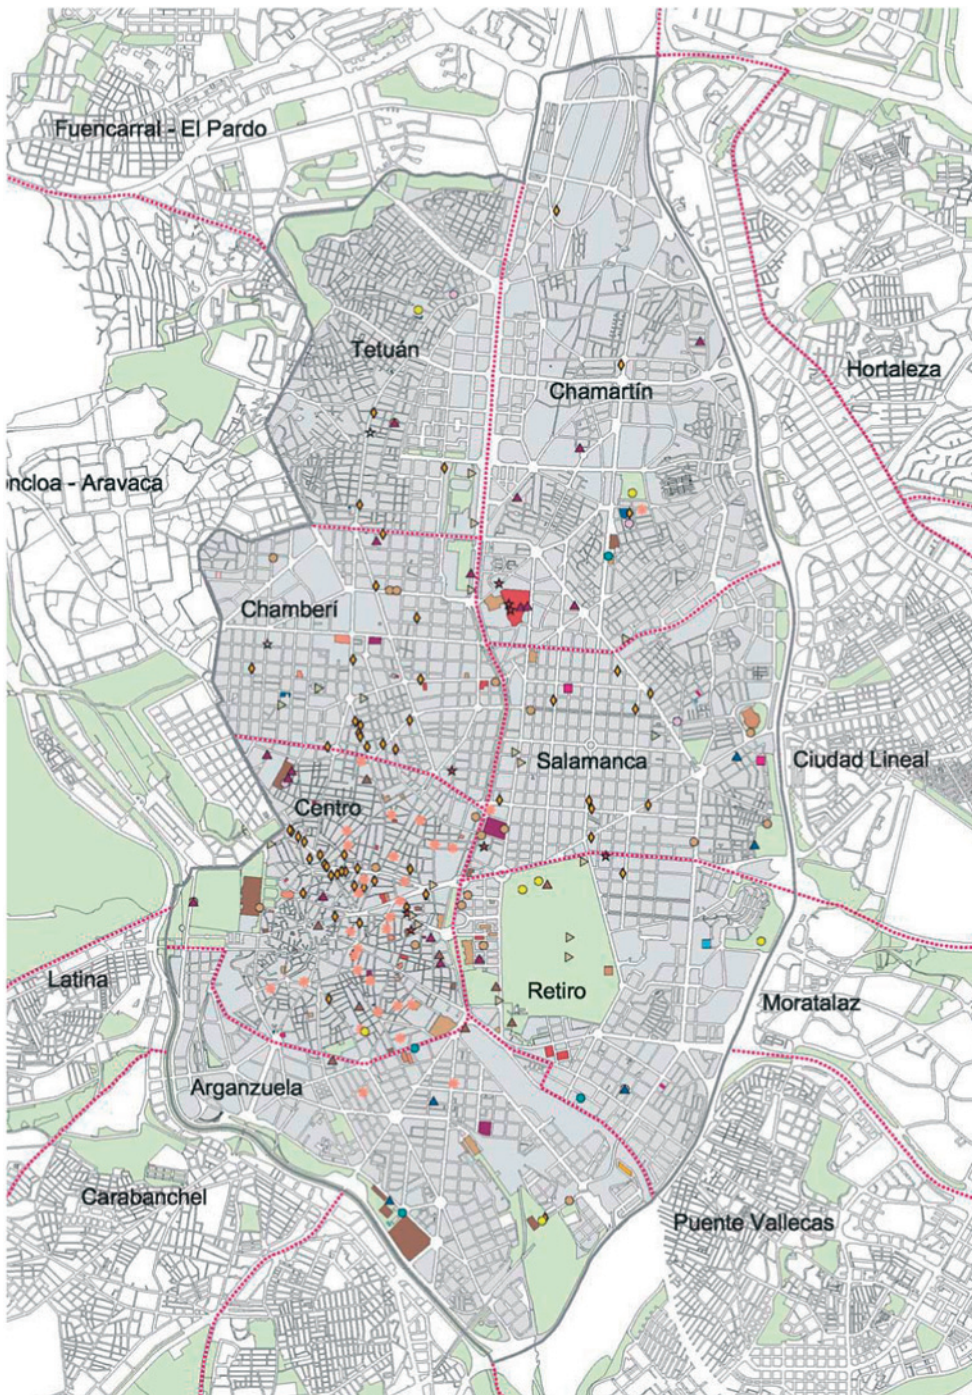 Fuencarral - El Pardo
Tetuán
Chamartín
Hortaleza
ncloa - Aravaca
Chamberí
Salamanca
Ciudad Lineal
Centro
Latina
Retiro
Moratalaz
Arganzuela
Carabanchel
Puente Vallecas